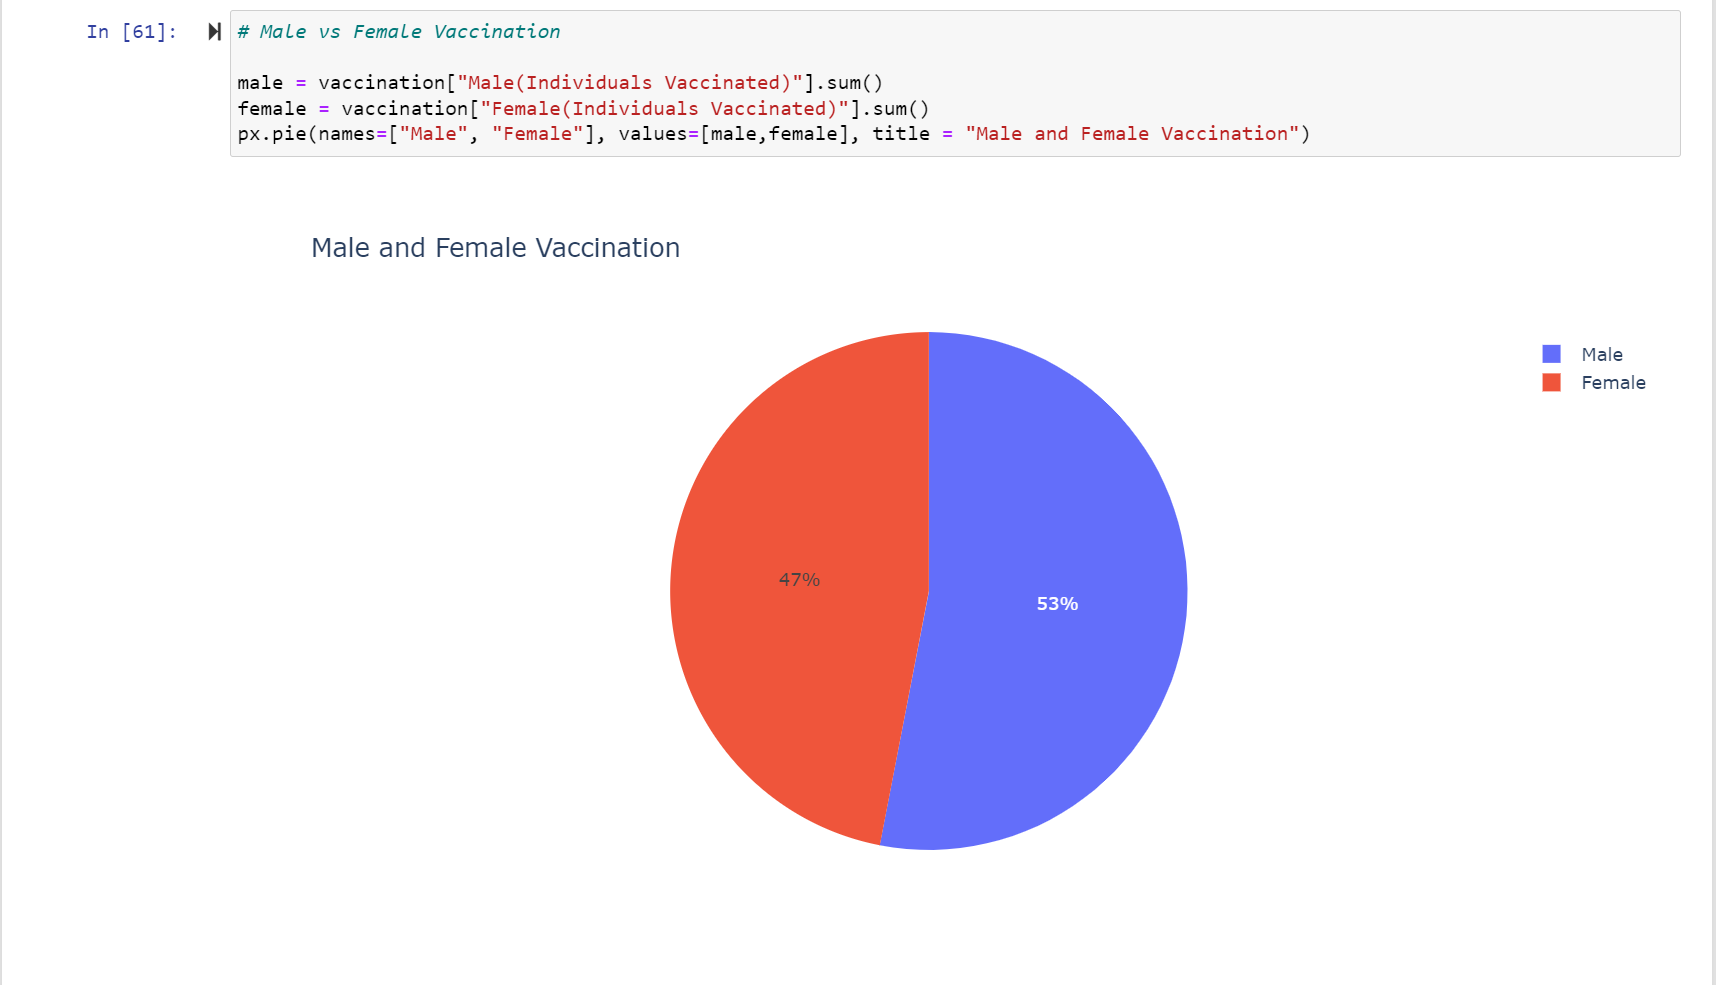 In [61]:
# Male vs Female Vaccination
male = vaccination["Male(Individuals Vaccinated)"].sum()
female = vaccination["Female(Individuals Vaccinated)"].sum()
px.pie(names=["Male", "Female"], values=[male,female], title = "Male and Female Vaccination")
Male and Female Vaccination
Male
Female
47%
53%